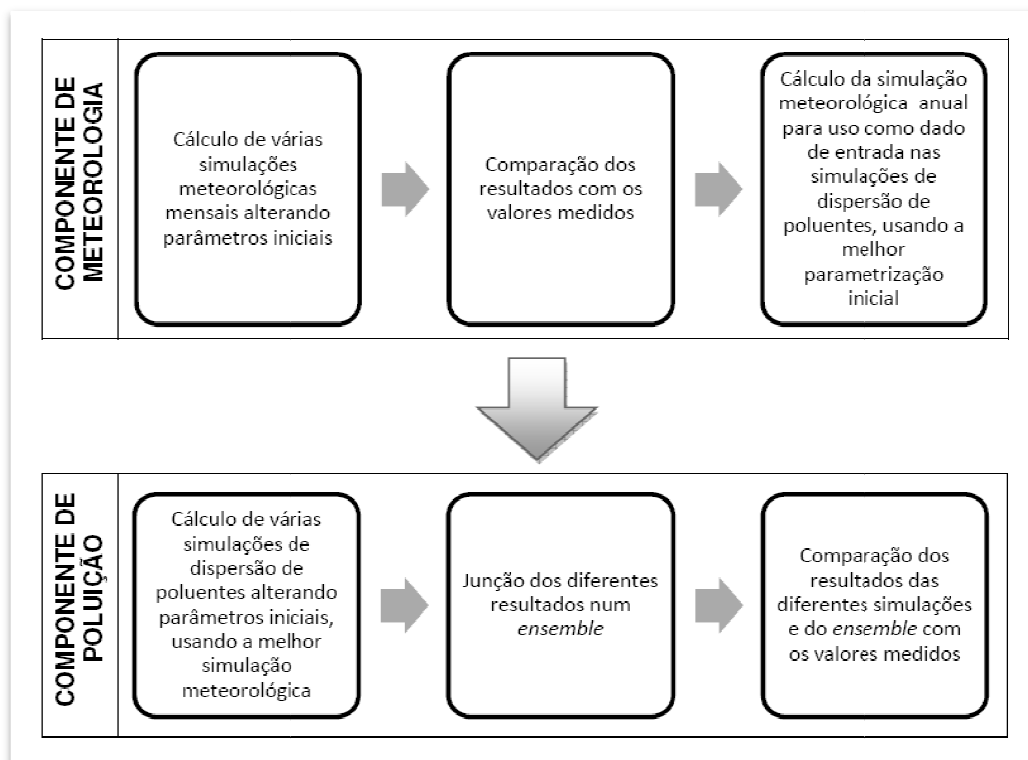 COMPONENTE DE
METEOROLOGIA
Cálculo de várias
simulações
meteorológicas
mensais alterando
parâmetros iniciais
Comparação dos
resultados com os
valores medidos
Cálculo da simulação
meteorológica anual
para uso como dado
de entrada nas
simulações de
dispersão de
poluentes, usando a
melhor
parametrização
inicial
COMPONENTE DE
POLUIÇÃO
Cálculo de várias
simulações de
dispersão de
poluentes alterando
parâmetros iniciais,
usando a melhor
simulação
meteorológica
Junção dos diferentes
resultados num
ensemble
Comparação dos
resultados das
diferentes simulações
e do ensemble com
os valores medidos